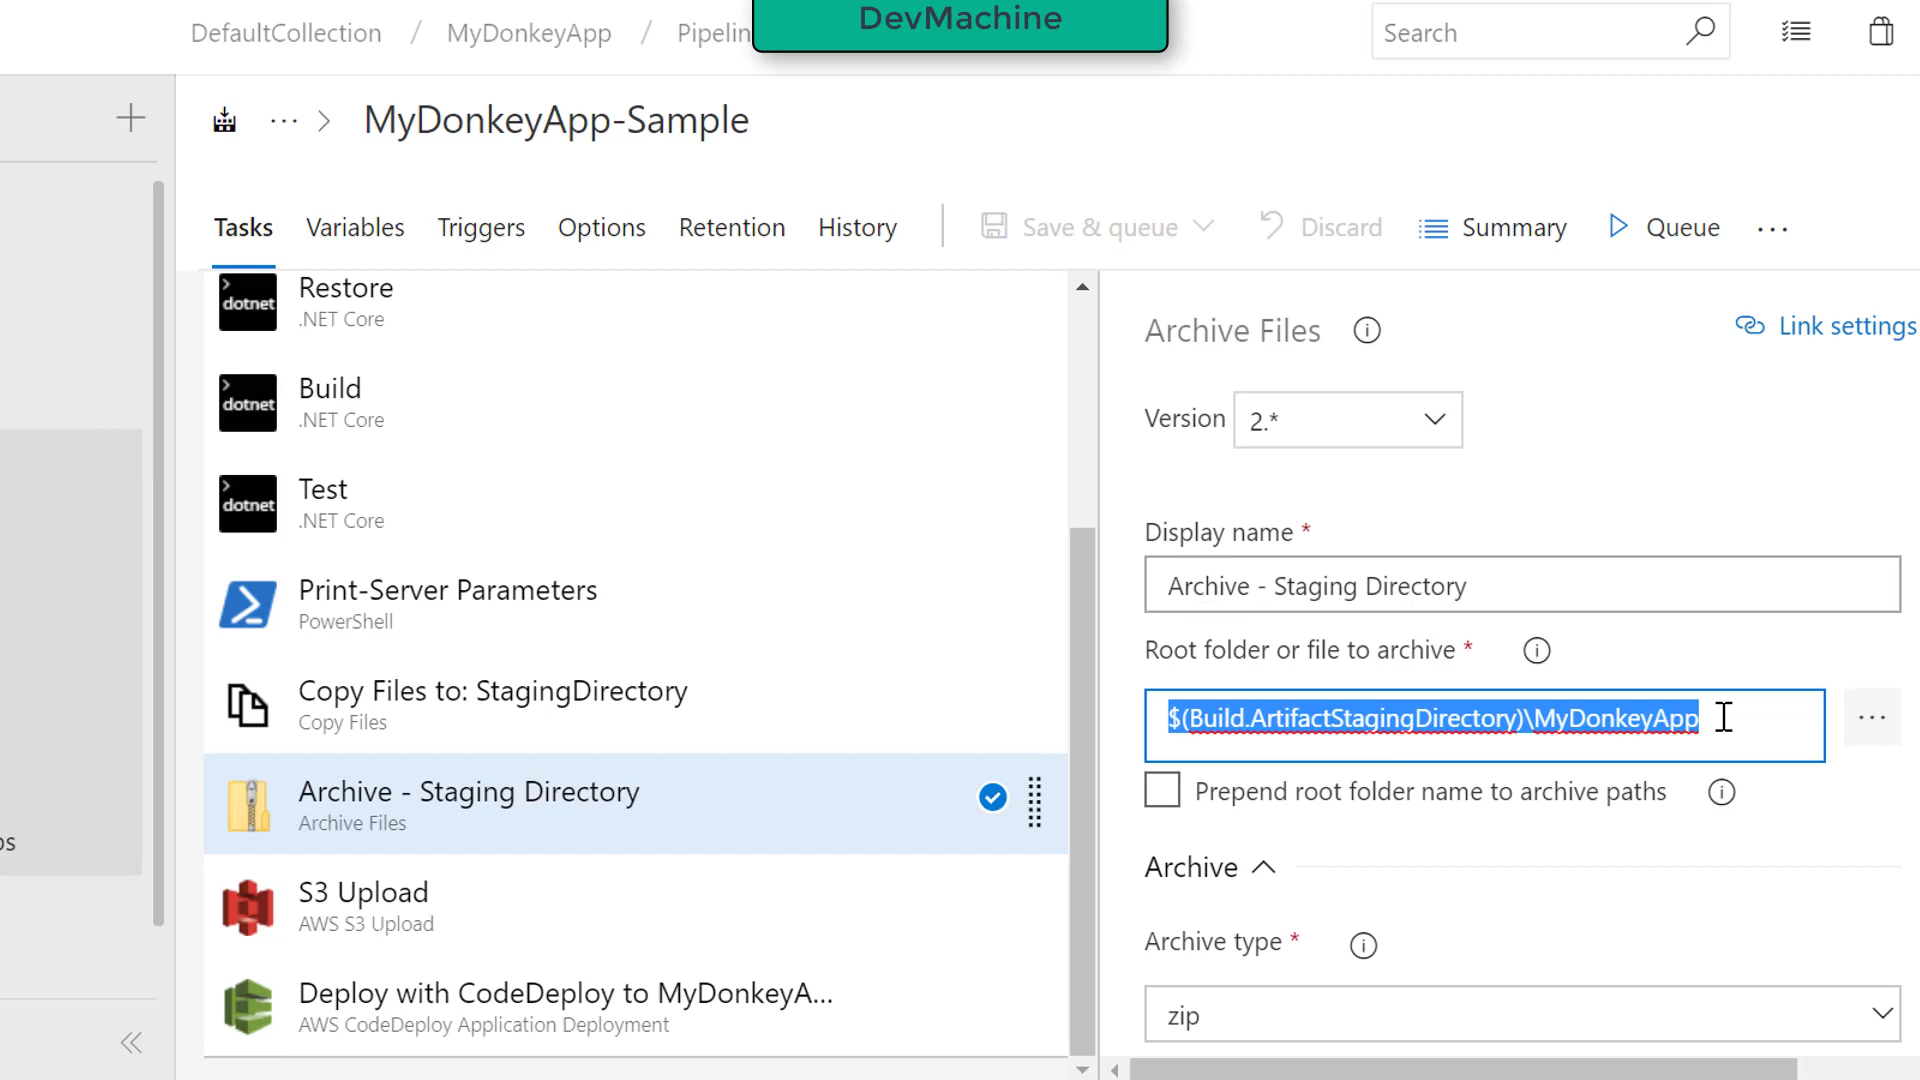 DevMachine
DefaultCollection / MyDonkeyApp / Pipelin
Search
MyDonkeyApp-Sample
Tasks Variables Triggers Options Retention History Save & queue Discard Summary Queue
Restore
.NET Core
Build
.NET Core
Test
.NET Core
Print-Server Parameters
PowerShell
Copy Files to: StagingDirectory
Copy Files
Archive - Staging Directory
Archive Files
S3 Upload
AWS S3 Upload
Deploy with CodeDeploy to MyDonkeyA...
AWS CodeDeploy Application Deployment
> dotnet
> dotnet
> dotnet
os
Archive Files
Link settings
Version 2.*
Display name *
Archive - Staging Directory
Root folder or file to archive *
$(Build.ArtifactStagingDirectory)\MyDonkeyApp
Prepend root folder name to archive paths
Archive
Archive type *
zip